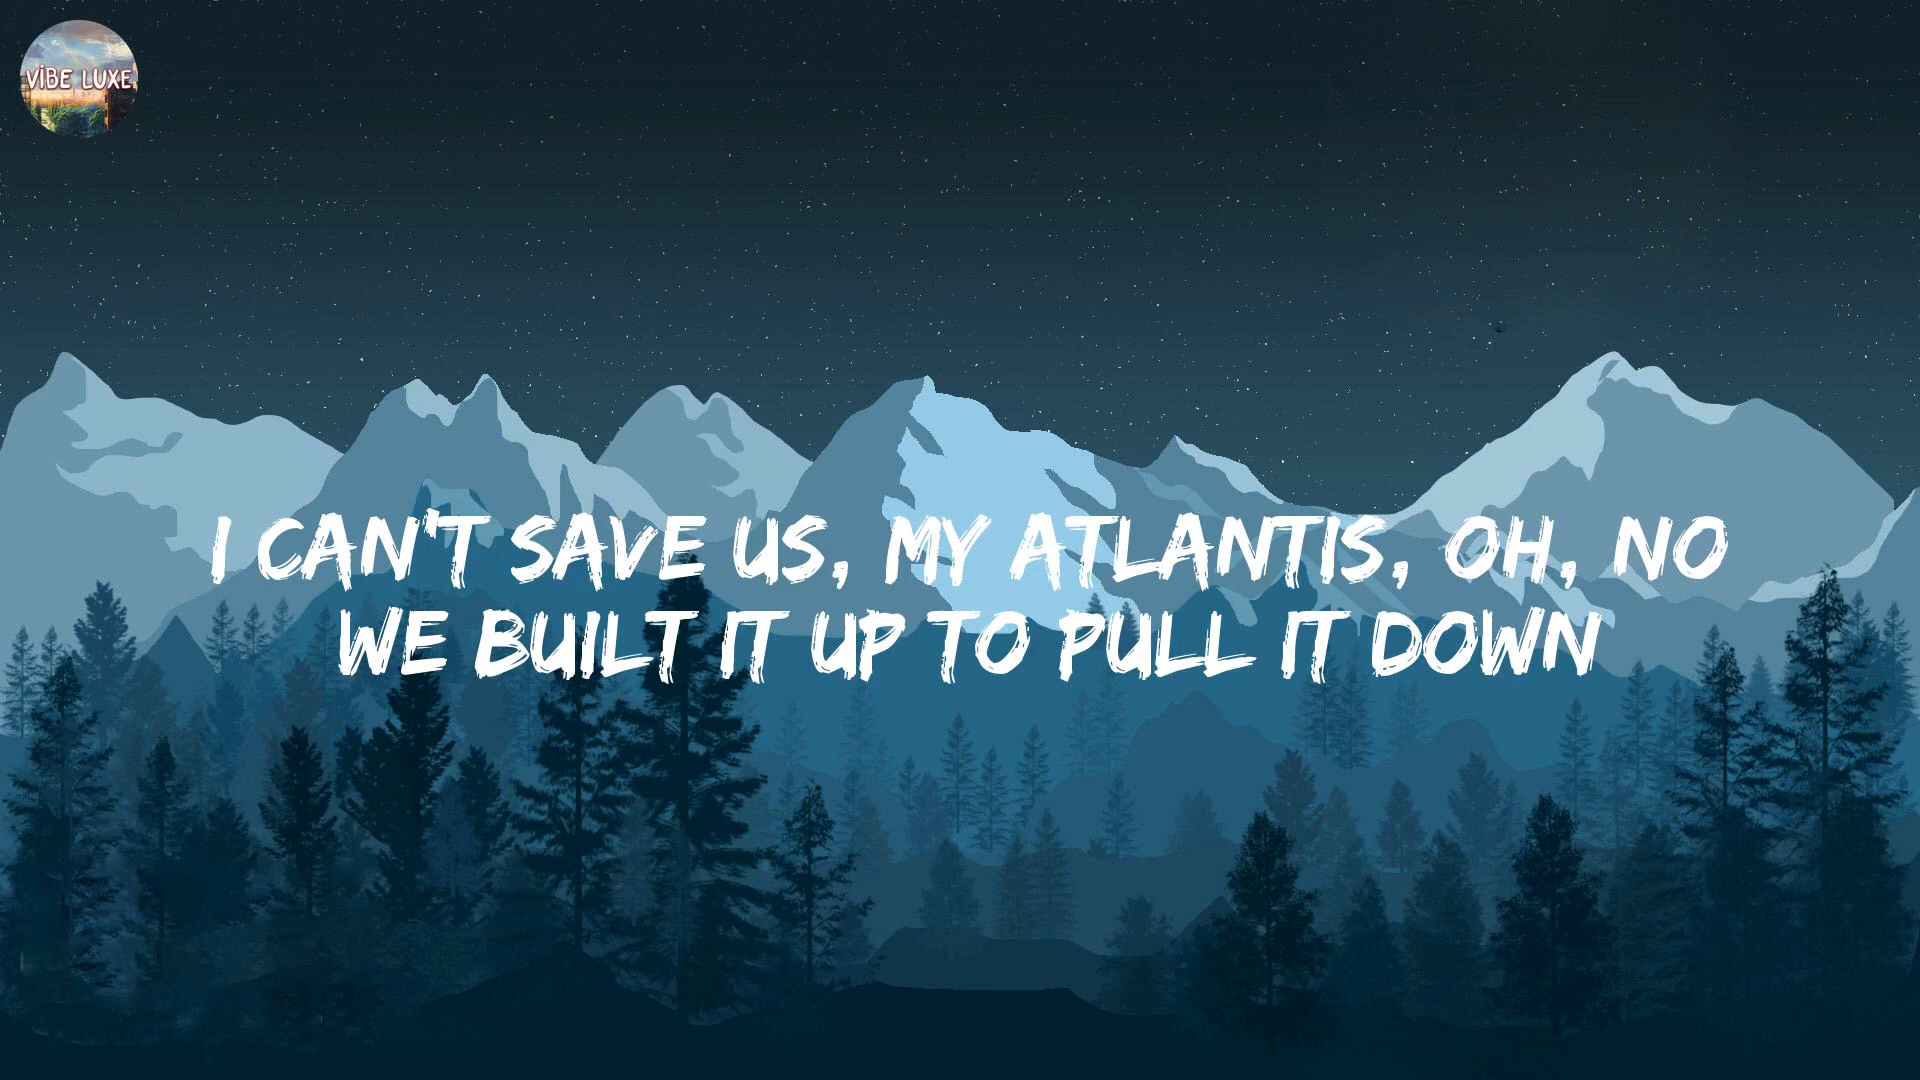 VIBE LUXE
I CAN'T SAVE US, MY ATLANTIS, OH, NO
WE BUILT IT UP TO PULL IT DOWN